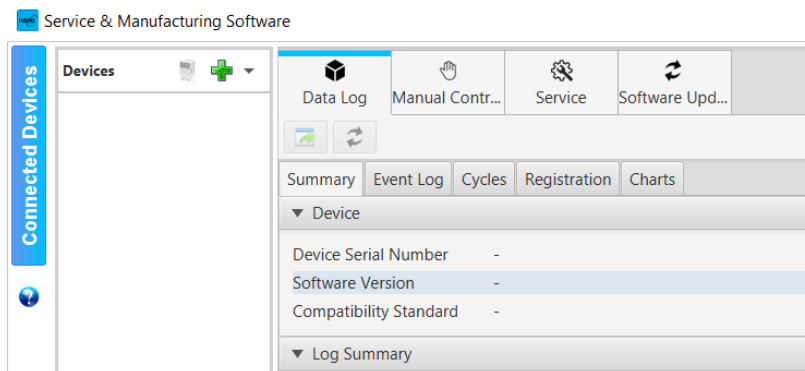 Service & Manufacturing Software
Connected Devices
Devices
Data Log
Manual Contr...
Service
Software Upd...
Summary
Event Log
Cycles
Registration
Charts
Device
Device Serial Number -
Software Version -
Compatibility Standard -
Log Summary